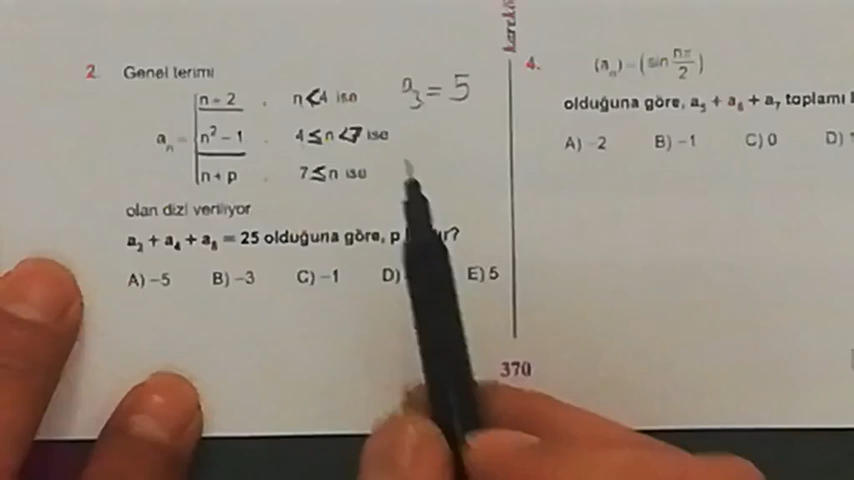 2. Genel terimi
n + 2 , n<4 ise
a₃ = 5
aₙ = n² − 1 , 4 ≤ n < 7 ise
n + p , 7 ≤ n ise
olan dizi veriliyor
+ a₄ + a₈ = 25 olduğuna göre, p
A) −5 B) −3 C) −1 D) E) 5
4. (aₙ) = (sin nπ/2)
olduğuna göre, a₅ + a₆ + a₇ toplamı
A) −2 B) −1 C) 0 D)
370
karekök